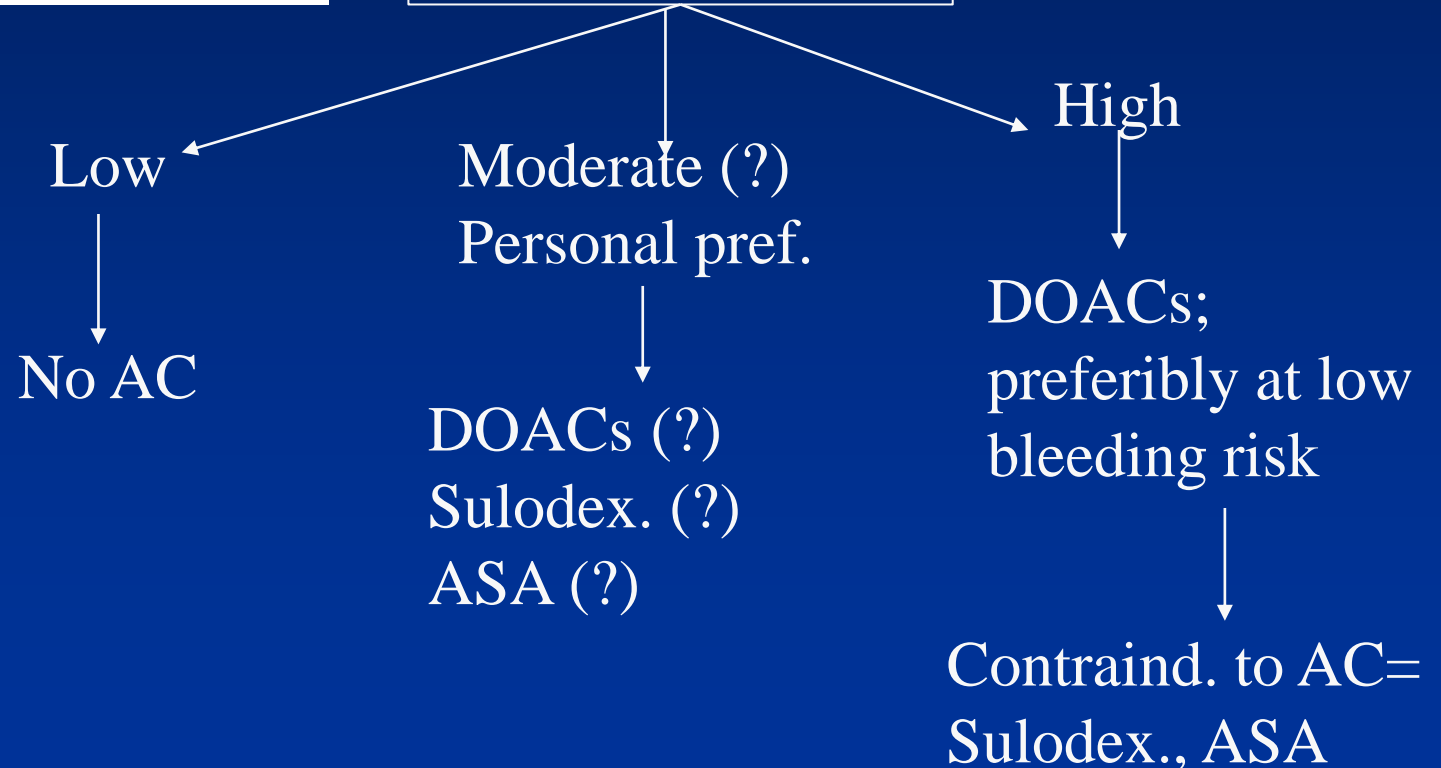 Low
No AC
Moderate (?)
Personal pref.
DOACs (?)
Sulodex. (?)
ASA (?)
High
DOACs;
preferibly at low
bleeding risk
Contraind. to AC=
Sulodex., ASA